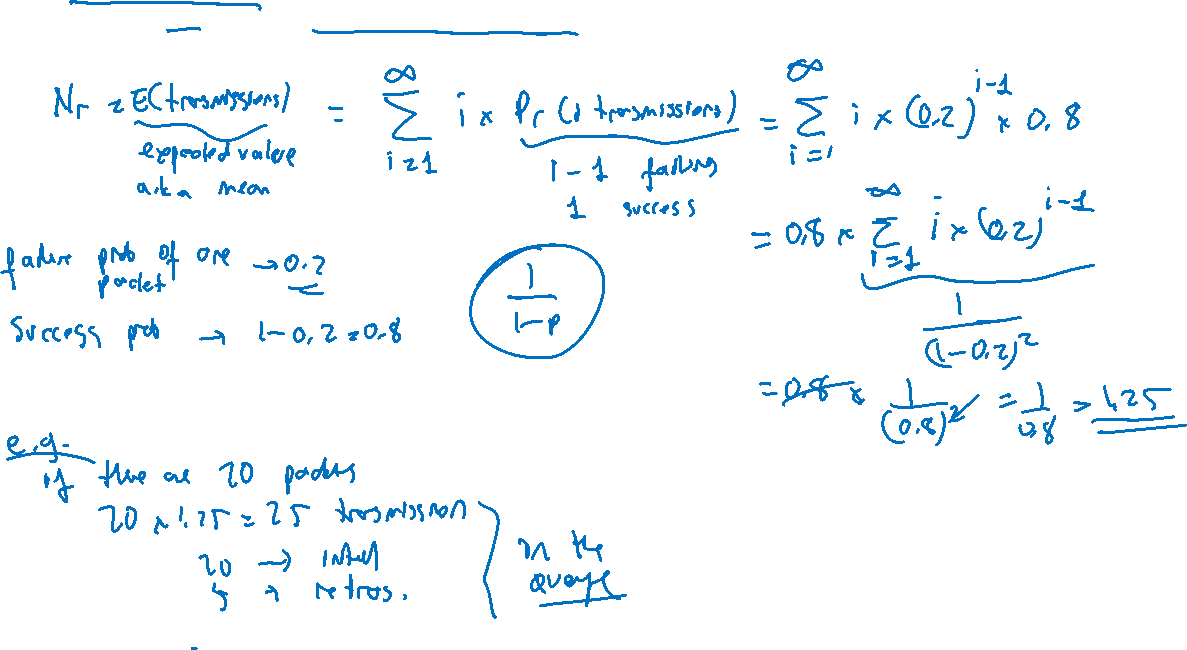 Nr = E(transmissions) = ∞ ∑ i=1 i × Pr(i transmissions) = ∞ ∑ i=1 i × (0.2)^i-1 × 0.8
expected value
a.k.a mean
i-1 failing
1 success
= 0.8 × ∞ ∑ i=1 i × (0.2)^i-1
1/(1-0.2)^2
failure prob of one packet → 0.2
Success prob → 1-0.2=0.8
1/1-p
= 0.8 × 1/(0.8)^2 = 1/0.8 = 1.25
e.g.
if there are 20 packets
20 × 1.25 = 25 transmission
20 → initial
5 → retrans.
in the
average